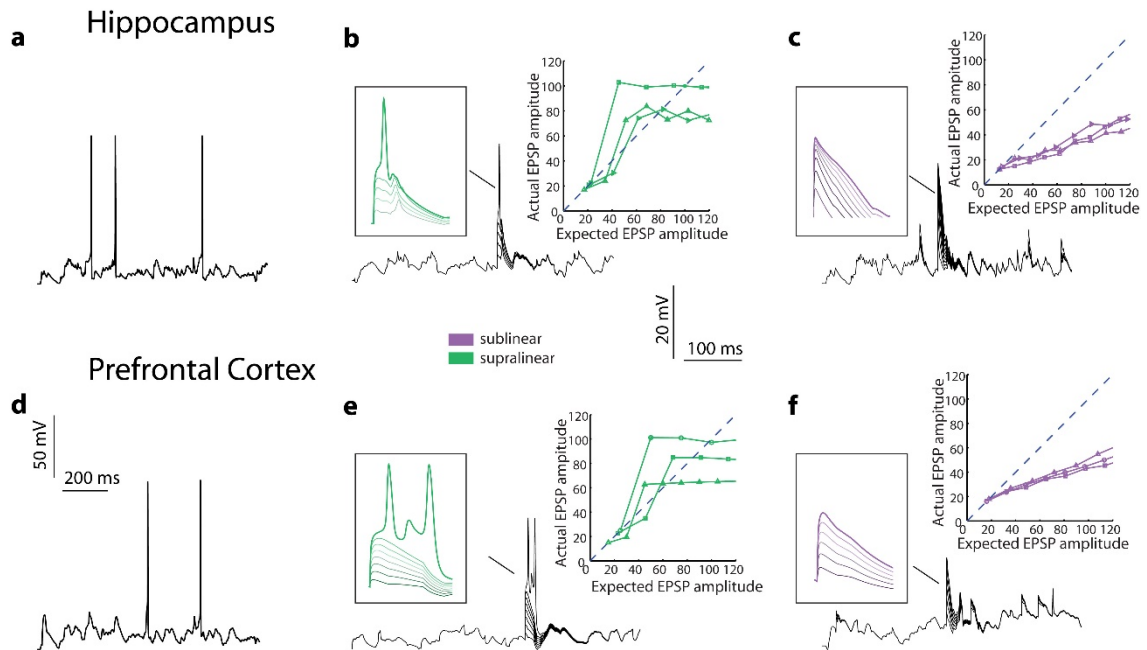 Hippocampus
a
b
Actual EPSP ampitude
120
100
80
60
40
20
0
0 20 40 60 80 100 120
Expected EPSP amplitude
c
Actual EPSP ampitude
120
100
80
60
40
20
0
0 20 40 60 80 100 120
Expected EPSP amplitude
20 mV
100 ms
sublinear
supralinear
Prefrontal Cortex
d
50 mV
200 ms
e
Actual EPSP amplitude
120
100
80
60
40
20
0
0 20 40 60 80 100 120
Expected EPSP amplitude
f
Actual EPSP amplitude
120
100
80
60
40
20
0
0 20 40 60 80 100 120
Expected EPSP amplitude